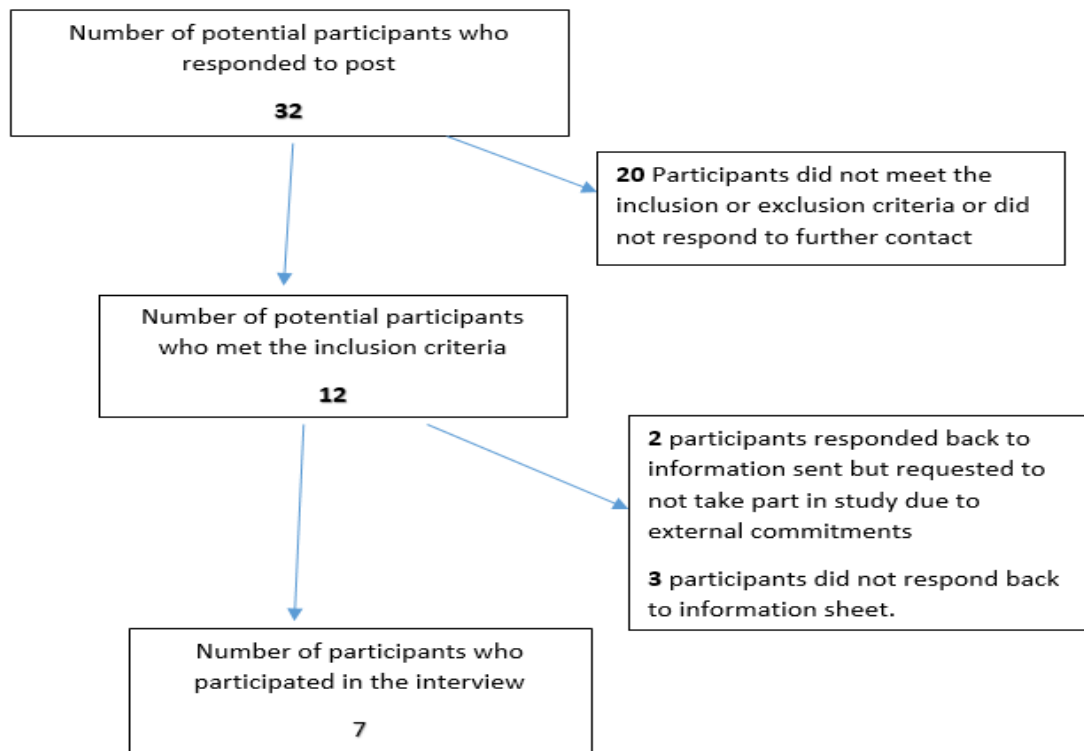 Number of potential participants who
responded to post
32
20 Participants did not meet the
inclusion or exclusion criteria or did
not respond to further contact
Number of potential participants
who met the inclusion criteria
12
2 participants responded back to
information sent but requested to
not take part in study due to
external commitments
3 participants did not respond back
to information sheet.
Number of participants who
participated in the interview
7